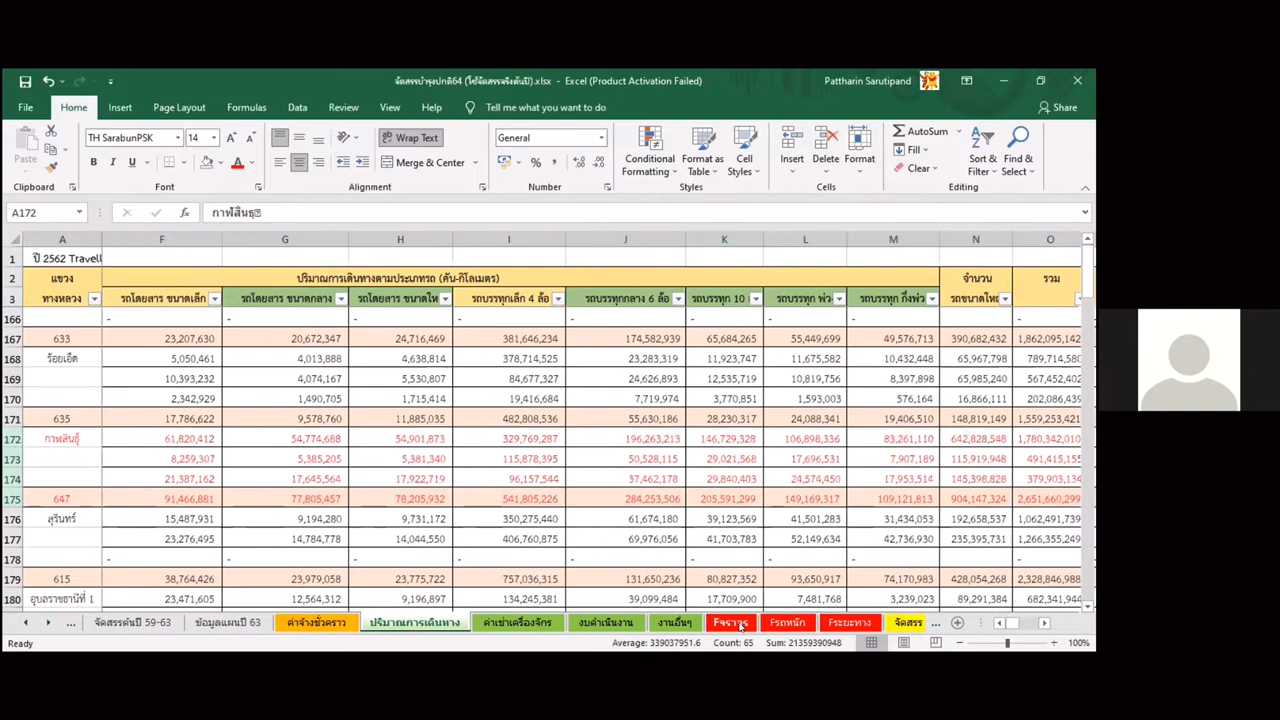 จัดสรรบำรุงปกติ64 (ใช้จัดสรรจริงต้นปี).xlsx - Excel (Product Activation Failed)
Pattharin Sarutipand
File Home Insert Page Layout Formulas Data Review View Help Tell me what you want to do Share
TH SarabunPSK 14 Wrap Text General AutoSum
Paste B I U Merge & Center Conditional Formatting Format as Table Cell Styles Insert Delete Format Fill Clear Sort & Filter Find & Select
Clipboard Font Alignment Number Styles Cells Editing
A172 fx กาฬสินธุ์
A F G H I J K L M N O
1 ปี 2562 Travell
2 แขวง ปริมาณการเดินทางตามประเภทรถ (คัน-กิโลเมตร) จำนวน รวม
3 ทางหลวง รถโดยสาร ขนาดเล็ก รถโดยสาร ขนาดกลาง รถโดยสาร ขนาดให รถบรรทุกเล็ก 4 ล้อ รถบรรทุกกลาง 6 ล้อ รถบรรทุก 10 รถบรรทุก พ่ว รถบรรทุก กึ่งพ่ว รถขนาดให
166 - - - - - - - - - -
167 633 23,207,630 20,672,347 24,716,469 381,646,234 174,582,939 65,684,265 55,449,699 49,576,713 390,682,432 1,862,095,142
168 ร้อยเอ็ด 5,050,461 4,013,888 4,638,814 378,714,525 23,283,319 11,923,747 11,675,582 10,432,448 65,967,798 789,714,580
169 10,393,232 4,074,167 5,530,807 84,677,327 24,626,893 12,535,719 10,819,756 8,397,898 65,985,240 567,452,402
170 2,342,929 1,490,705 1,715,414 19,416,684 7,719,974 3,770,851 1,593,003 576,164 16,866,111 202,086,439
171 635 17,786,622 9,578,760 11,885,035 482,808,536 55,630,186 28,230,317 24,088,341 19,406,510 148,819,149 1,559,253,421
172 กาฬสินธุ์ 61,820,412 54,774,688 54,901,873 329,769,287 196,263,213 146,729,328 106,898,336 83,261,110 642,828,548 1,780,342,010
173 8,259,307 5,385,205 5,381,340 115,878,395 50,528,115 29,021,568 17,696,531 7,907,189 115,919,948 491,415,155
174 21,387,162 17,645,564 17,922,719 96,157,544 37,462,178 29,840,403 24,574,450 17,953,514 145,398,828 379,903,134
175 647 91,466,881 77,805,457 78,205,932 541,805,226 284,253,506 205,591,299 149,169,317 109,121,813 904,147,324 2,651,660,299
176 สุรินทร์ 15,487,931 9,194,280 9,731,172 350,275,440 61,674,180 39,123,569 41,501,283 31,434,053 192,658,537 1,062,491,739
177 23,276,495 14,784,778 14,044,550 406,760,875 69,976,056 41,703,783 52,149,634 42,736,930 235,395,731 1,266,355,249
178 - - - - - - - - - -
179 615 38,764,426 23,979,058 23,775,722 757,036,315 131,650,236 80,827,352 93,650,917 74,170,983 428,054,268 2,328,846,988
180 อุบลราชธานีที่ 1 23,471,605 12,564,312 9,196,897 134,245,381 39,099,484 17,709,900 7,481,768 3,239,023 89,291,384 682,341,944
... จัดสรรต้นปี 59-63 ข้อมูลแผนปี 63 ค่าจ้างชั่วคราว ปริมาณการเดินทาง ค่าเช่าเครื่องจักร งบดำเนินงาน งานอื่นๆ Fจราจร Fรถหนัก Fระยะทาง จัดสรร ...
Ready Average: 339037951.6 Count: 65 Sum: 21359390948 100%